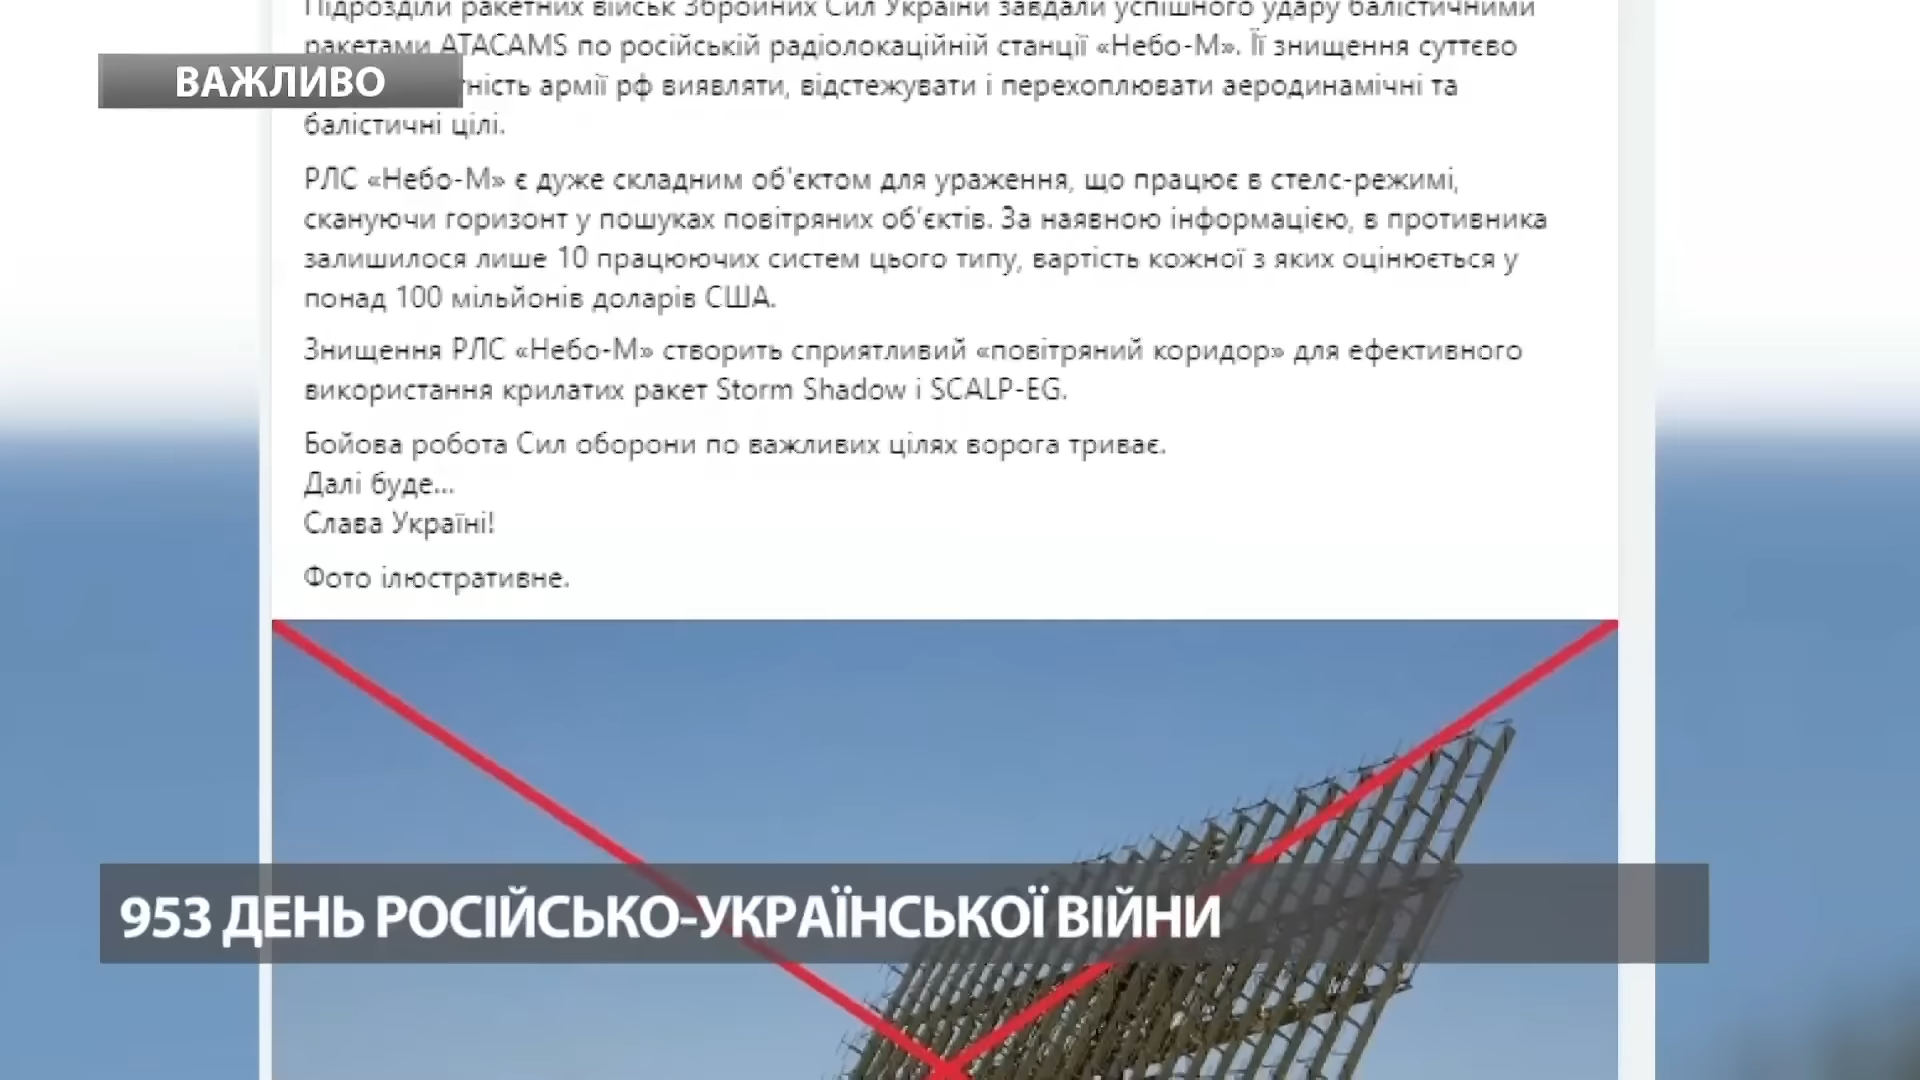 Підрозділи ракетних військ Збройних Сил України завдали успішного удару балістичними
ракетами ATACAMS по російській радіолокаційній станції «Небо-М». Її знищення суттєво
ВАЖЛИВО
армії рф виявляти, відстежувати і перехоплювати аеродинамічні та
балістичні цілі.
РЛС «Небо-М» є дуже складним об'єктом для ураження, що працює в стелс-режимі,
скануючи горизонт у пошуках повітряних об'єктів. За наявною інформацією, в противника
залишилося лише 10 працюючих систем цього типу, вартість кожної з яких оцінюється у
понад 100 мільйонів доларів США.
Знищення РЛС «Небо-М» створить сприятливий «повітряний коридор» для ефективного
використання крилатих ракет Storm Shadow і SCALP-EG.
Бойова робота Сил оборони по важливих цілях ворога триває.
Далі буде...
Слава Україні!
Фото ілюстративне.
953 ДЕНЬ РОСІЙСЬКО-УКРАЇНСЬКОЇ ВІЙНИ